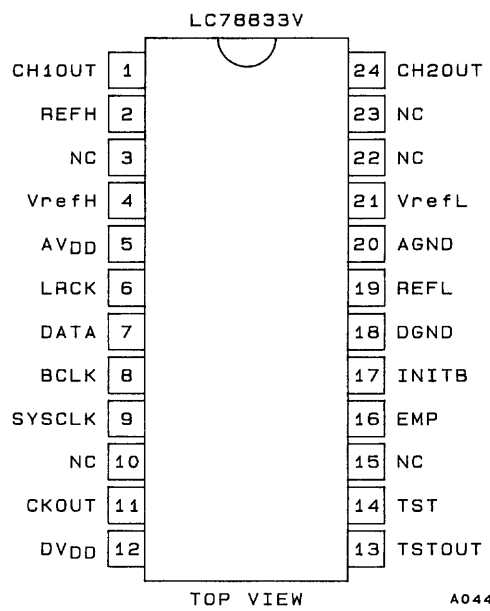 LC78833V
CH1OUT 1 24 CH2OUT
REFH 2 23 NC
NC 3 22 NC
VrefH 4 21 VrefL
AVDD 5 20 AGND
LRCK 6 19 REFL
DATA 7 18 DGND
BCLK 8 17 INITB
SYSCLK 9 16 EMP
NC 10 15 NC
CKOUT 11 14 TST
DVDD 12 13 TSTOUT
TOP VIEW A044